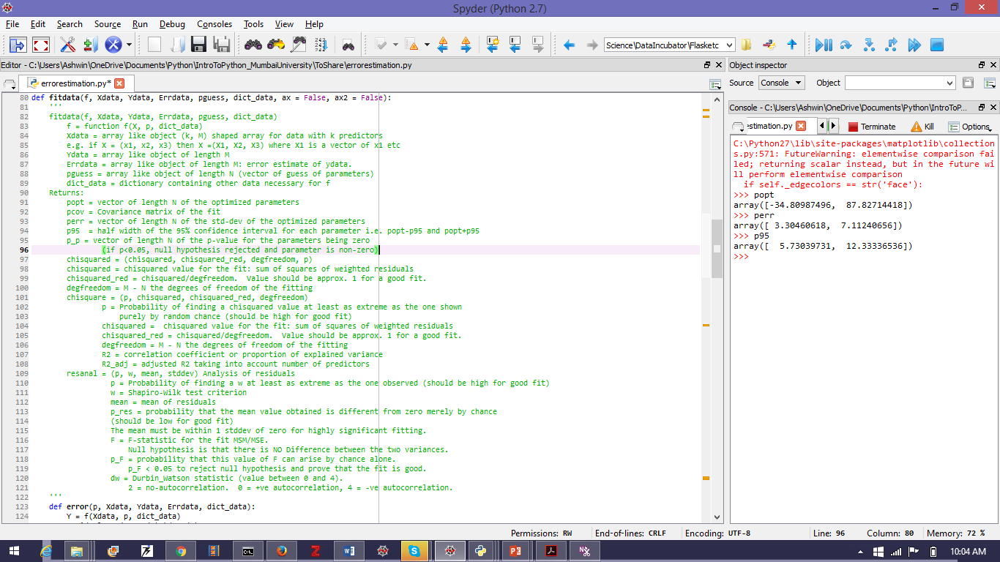 Spyder (Python 2.7)
File Edit Search Source Run Debug Consoles Tools View Help
Science\DataIncubator\Flasketc
Editor - C:\Users\Ashwin\OneDrive\Documents\Python\IntroToPython_MumbaiUniversity\ToShare\errorestimation.py
errorestimation.py*
80 def fitdata(f, Xdata, Ydata, Errdata, pguess, dict_data, ax = False, ax2 = False):
81 '''
82 fitdata(f, Xdata, Ydata, Errdata, pguess, dict_data)
83 f = function f(X, p, dict_data)
84 Xdata = array like object (k, M) shaped array for data with k predictors
85 e.g. if X = (x1, x2, x3) then X =(X1, X2, X3) where X1 is a vector of x1 etc
86 Ydata = array like object of length M
87 Errdata = array like object of length M: error estimate of ydata.
88 pguess = array like object of length N (vector of guess of parameters)
89 dict_data = dictionary containing other data necessary for f
90 Returns:
91 popt = vector of length N of the optimized parameters
92 pcov = Covariance matrix of the fit
93 perr = vector of length N of the std-dev of the optimized parameters
94 p95 = half width of the 95% confidence interval for each parameter i.e. popt-p95 and popt+p95
95 p_p = vector of length N of the p-value for the parameters being zero
96 (if p<0.05, null hypothesis rejected and parameter is non-zero)
97 chisquared = (chisquared, chisquared_red, degfreedom, p)
98 chisquared = chisquared value for the fit: sum of squares of weighted residuals
99 chisquared_red = chisquared/degfreedom. Value should be approx. 1 for a good fit.
100 degfreedom = M - N the degrees of freedom of the fitting
101 chisquare = (p, chisquared, chisquared_red, degfreedom)
102 p = Probability of finding a chisquared value at least as extreme as the one shown
103 purely by random chance (should be high for good fit)
104 chisquared = chisquared value for the fit: sum of squares of weighted residuals
105 chisquared_red = chisquared/degfreedom. Value should be approx. 1 for a good fit.
106 degfreedom = M - N the degrees of freedom of the fitting
107 R2 = correlation coefficient or proportion of explained variance
108 R2_adj = adjusted R2 taking into account number of predictors
109 resanal = (p, w, mean, stddev) Analysis of residuals
110 p = Probability of finding a w at least as extreme as the one observed (should be high for good fit)
111 w = Shapiro-Wilk test criterion
112 mean = mean of residuals
113 p_res = probability that the mean value obtained is different from zero merely by chance
114 (should be low for good fit)
115 The mean must be within 1 stddev of zero for highly significant fitting.
116 F = F-statistic for the fit MSM/MSE.
117 Null hypothesis is that there is NO Difference between the two variances.
118 p_F = probability that this value of F can arise by chance alone.
119 p_F < 0.05 to reject null hypothesis and prove that the fit is good.
120 dw = Durbin_Watson statistic (value between 0 and 4).
121 2 = no-autocorrelation. 0 = +ve autocorrelation, 4 = -ve autocorrelation.
122 '''
123 def error(p, Xdata, Ydata, Errdata, dict_data):
124 Y = f(Xdata, p, dict_data)
Object inspector
Source Console Object
Console - C:\Users\Ashwin\OneDrive\Documents\Python\IntroToP...
stimation.py Terminate Kill Options
C:\Python27\lib\site-packages\matplotlib\collection
s.py:571: FutureWarning: elementwise comparison fai
led; returning scalar instead, but in the future wi
ll perform elementwise comparison
if self._edgecolors == str('face'):
>>> popt
array([-34.80987496, 87.82714418])
>>> perr
array([ 3.30460618, 7.112406561])
>>> p95
array([ 5.73039731, 12.33336536])
>>>
Permissions: RW End-of-lines: CRLF Encoding: UTF-8 Line: 96 Column: 80 Memory: 72 %
10:04 AM